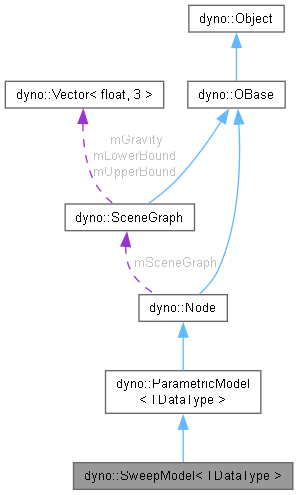 dyno::Object
dyno::Vector< float, 3 >
dyno::OBase
mGravity
mLowerBound
mUpperBound
dyno::SceneGraph
mSceneGraph
dyno::Node
dyno::ParametricModel
< TDataType >
dyno::SweepModel< TDataType >